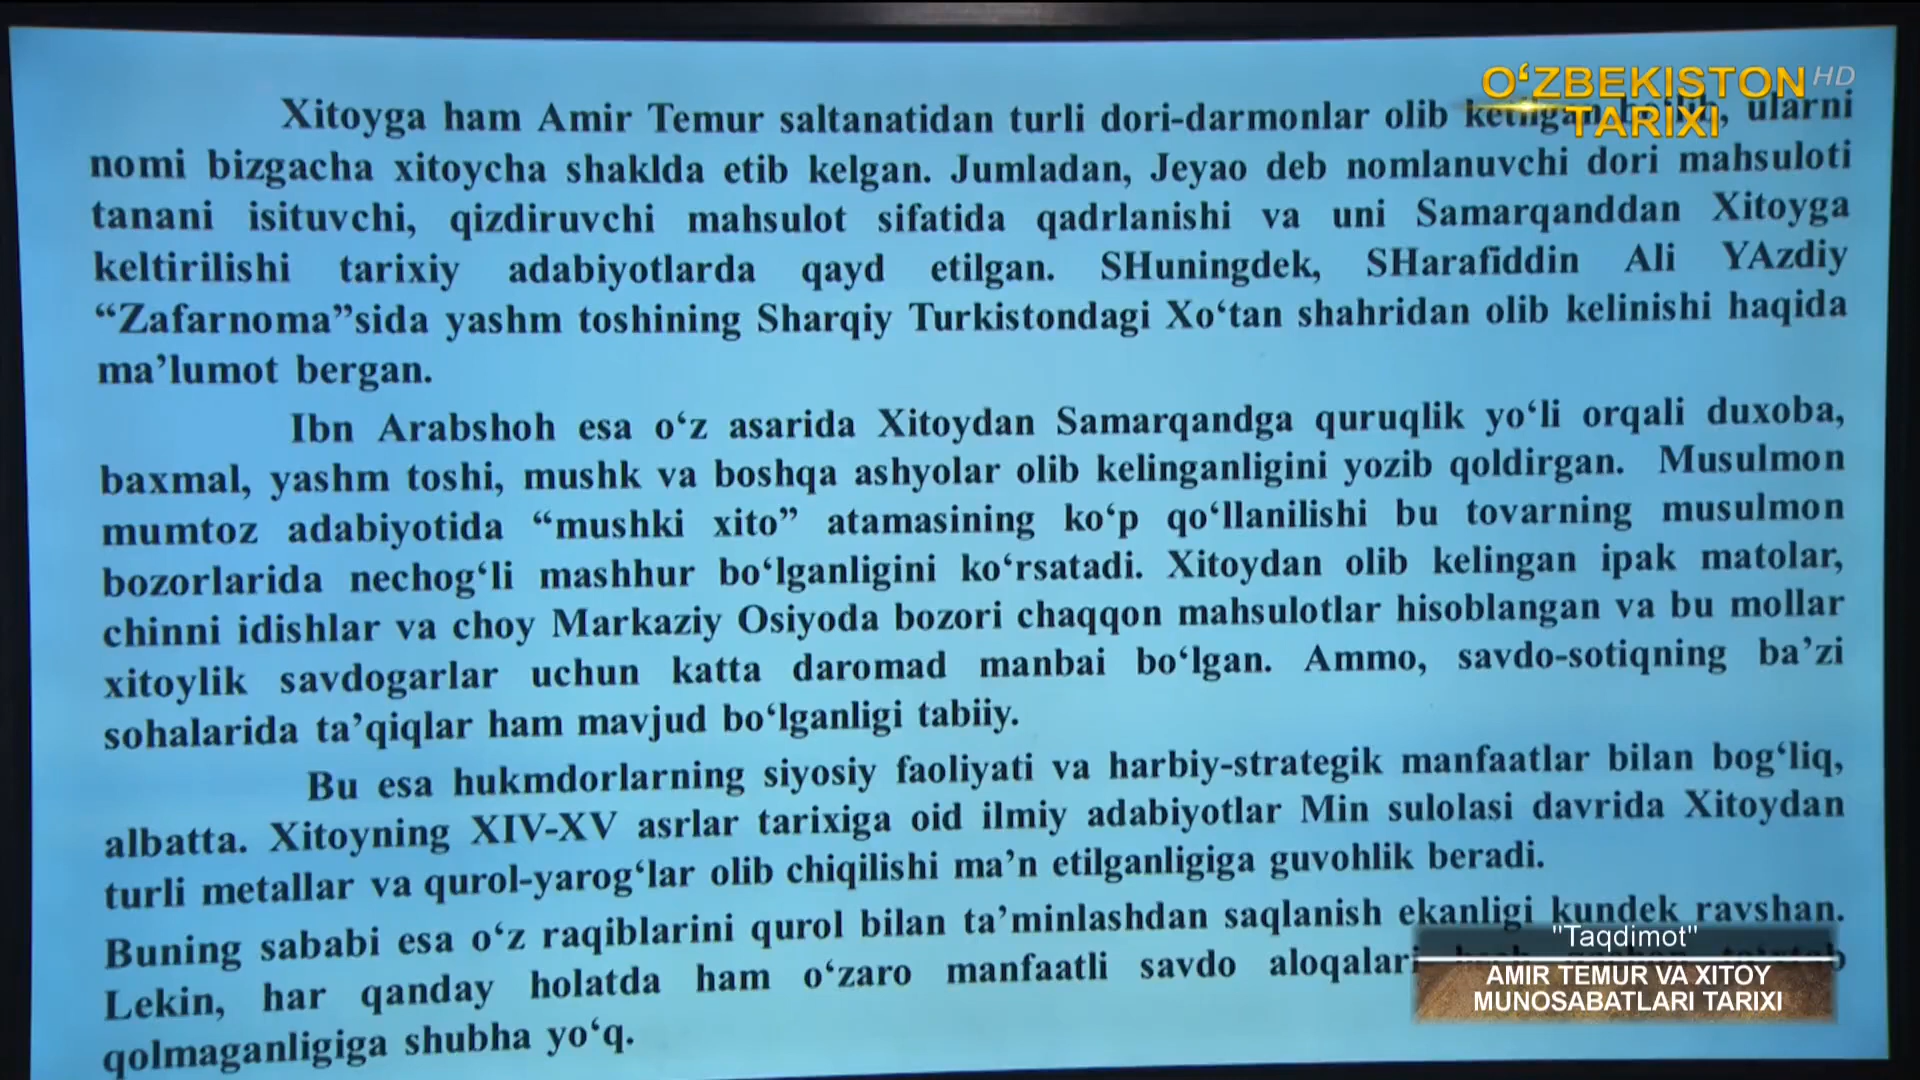 O‘ZBEKISTON HD
TARIXI
Xitoyga ham Amir Temur saltanatidan turli dori-darmonlar olib ketilgan, ularni
nomi bizgacha xitoycha shaklda etib kelgan. Jumladan, Jeyao deb nomlanuvchi dori mahsuloti
tanani isituvchi, qizdiruvchi mahsulot sifatida qadrlanishi va uni Samarqanddan Xitoyga
keltirilishi tarixiy adabiyotlarda qayd etilgan. SHuningdek, SHarafiddin Ali YAzdiy
“Zafarnoma”sida yashm toshining Sharqiy Turkistondagi Xo‘tan shahridan olib kelinishi haqida
ma’lumot bergan.
Ibn Arabshoh esa o‘z asarida Xitoydan Samarqandga quruqlik yo‘li orqali duxoba,
baxmal, yashm toshi, mushk va boshqa ashyolar olib kelinganligini yozib qoldirgan. Musulmon
mumtoz adabiyotida “mushki xito” atamasining ko‘p qo‘llanilishi bu tovarning musulmon
bozorlarida nechog‘li mashhur bo‘lganligini ko‘rsatadi. Xitoydan olib kelingan ipak matolar,
chinni idishlar va choy Markaziy Osiyoda bozori chaqqon mahsulotlar hisoblangan va bu mollar
xitoylik savdogarlar uchun katta daromad manbai bo‘lgan. Ammo, savdo-sotiqning ba’zi
sohalarida ta’qiqlar ham mavjud bo‘lganligi tabiiy.
Bu esa hukmdorlarning siyosiy faoliyati va harbiy-strategik manfaatlar bilan bog‘liq,
albatta. Xitoyning XIV-XV asrlar tarixiga oid ilmiy adabiyotlar Min sulolasi davrida Xitoydan
turli metallar va qurol-yarog‘lar olib chiqilishi ma’n etilganligiga guvohlik beradi.
Buning sababi esa o‘z raqiblarini qurol bilan ta’minlashdan saqlanish ekanligi kundek ravshan.
Lekin, har qanday holatda ham o‘zaro manfaatli savdo aloqalari
qolmaganligiga shubha yo‘q.
"Taqdimot"
AMIR TEMUR VA XITOY
MUNOSABATLARI TARIXI